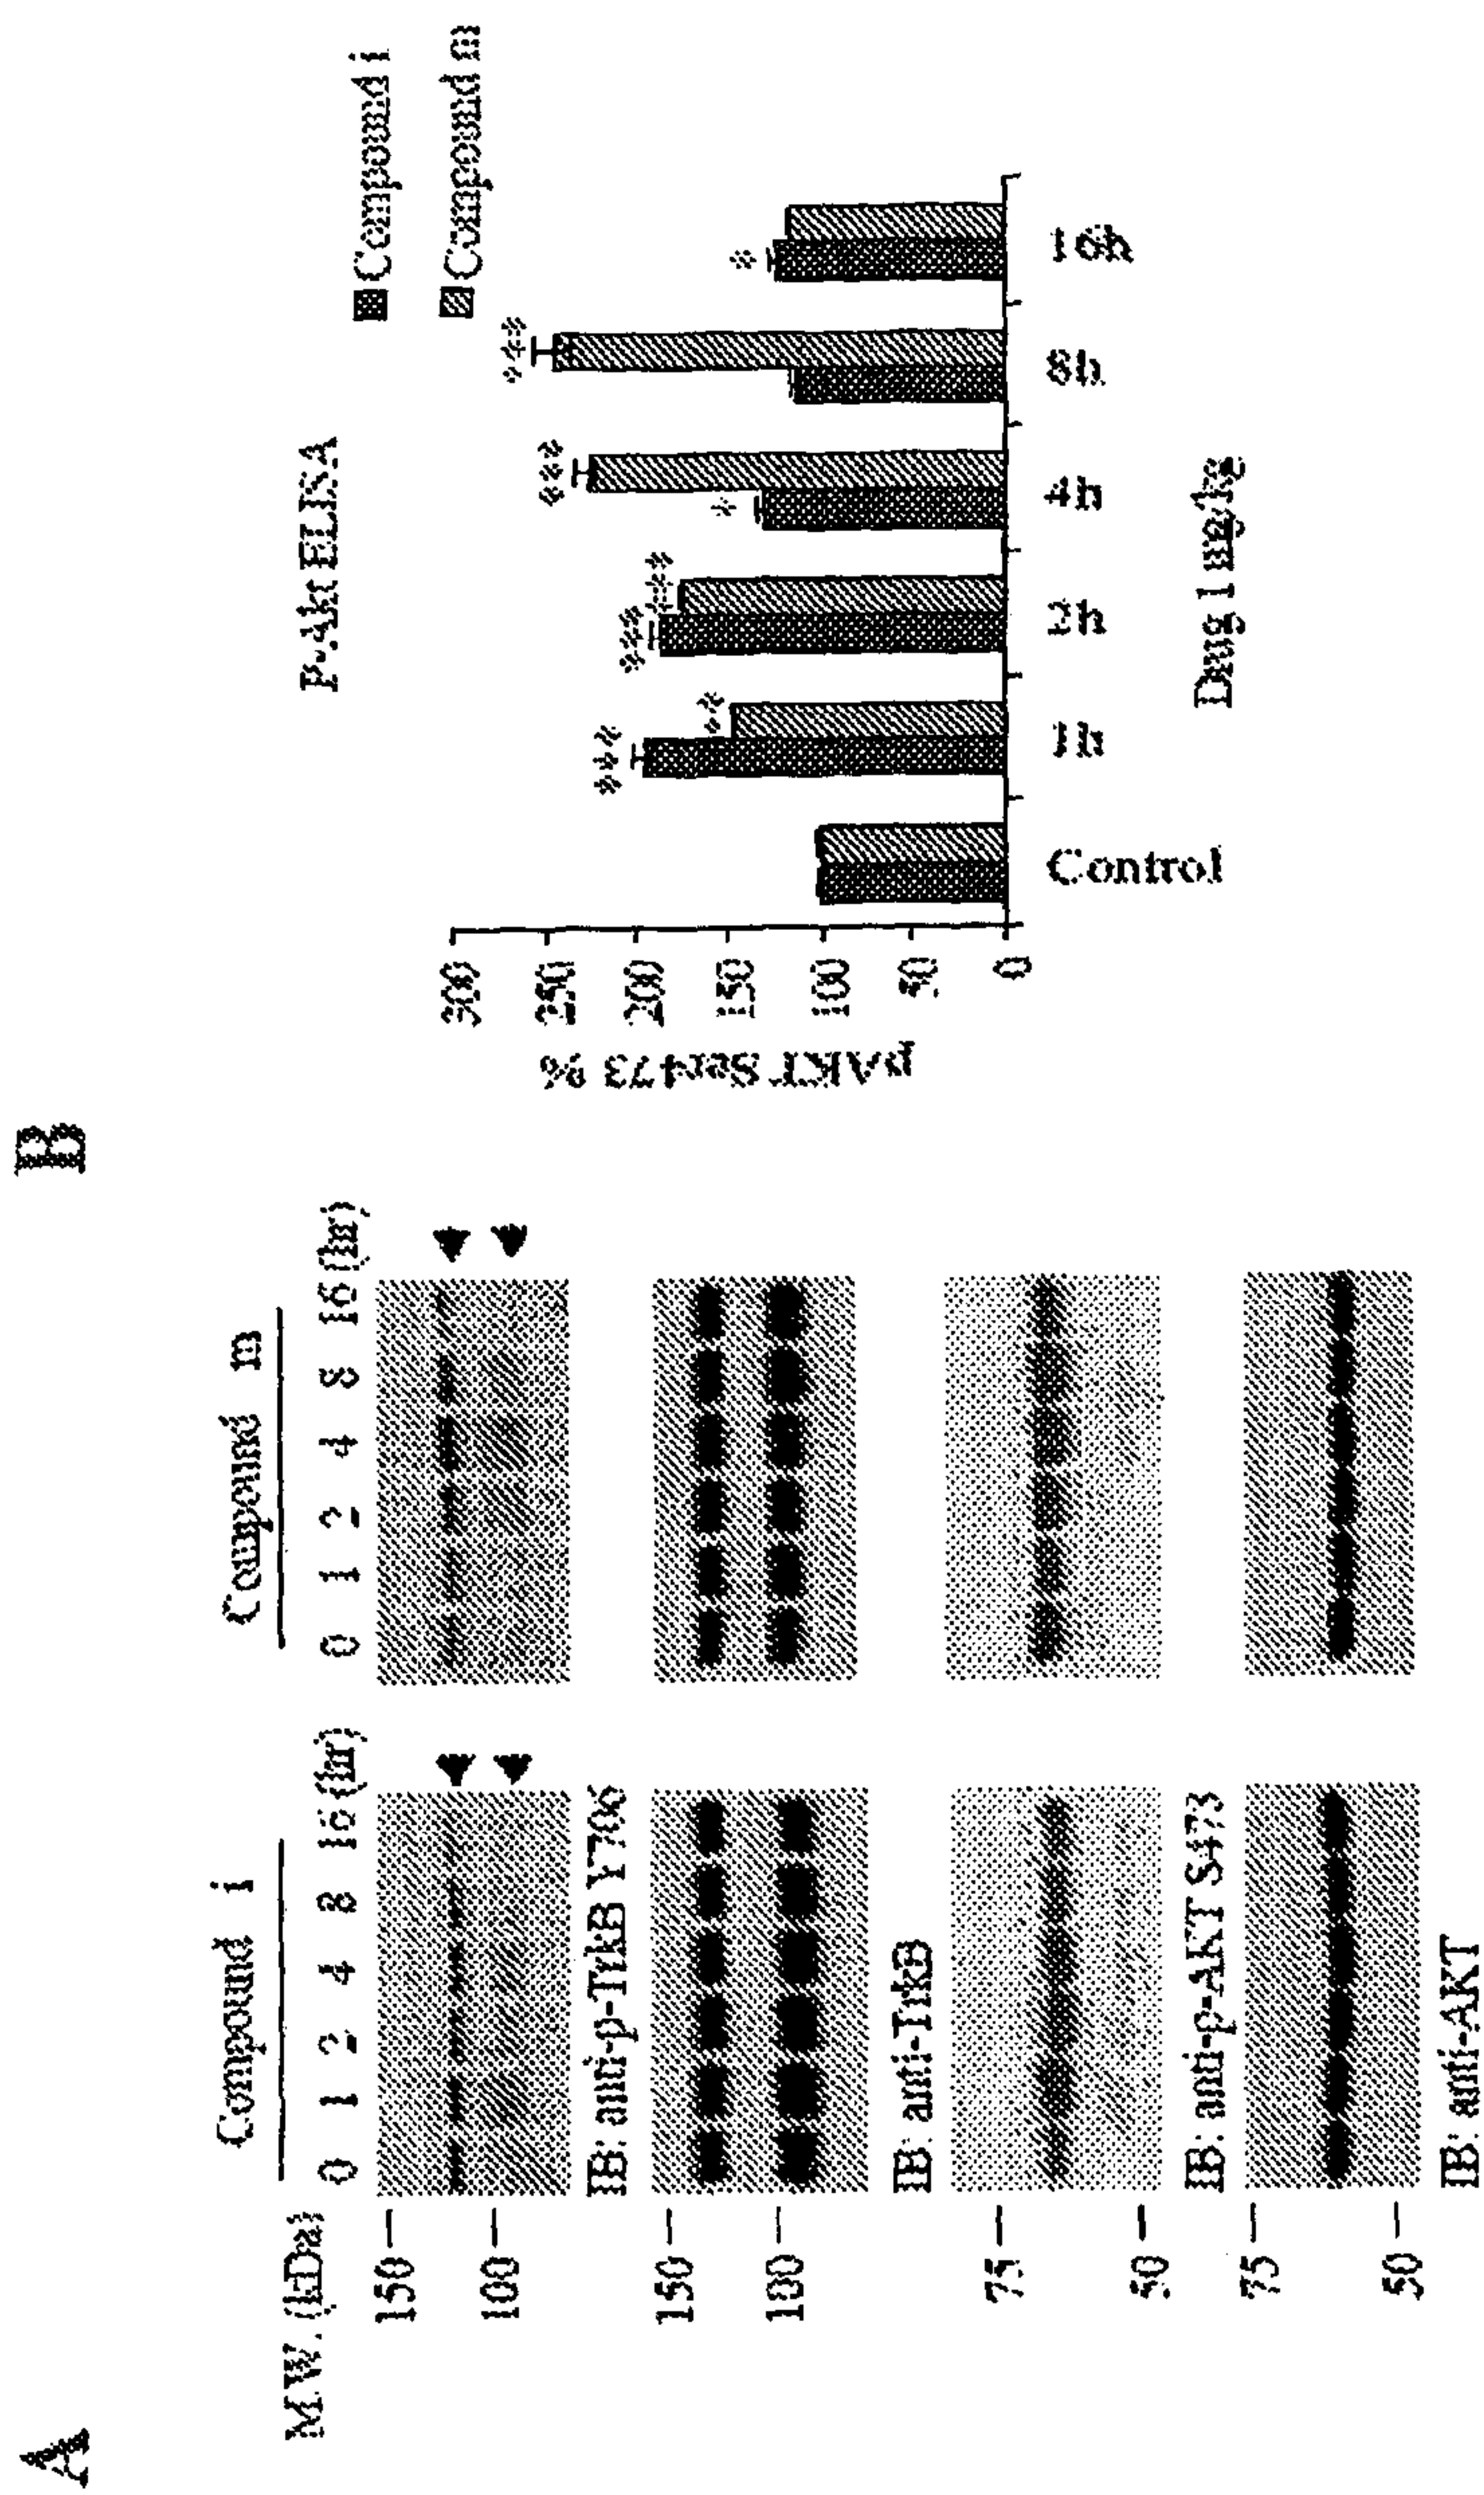 A
Compound i
Compound m
M.W. (kDa)
0 1 2 4 8 16 (hr)
0 1 2 4 8 16 (hr)
150
100
IB: anti-p-TrkB Y706
150
100
IB: anti-TrkB
75
50
IB: anti-p-AKT S473
75
50
IB: anti-AKT
B
P-Akt ELISA
Compound i
Compound m
pAKT Ser473 %
300
250
200
150
100
50
0
***
**
***
***
*
***
***
*
Control
1h
2h
4h
8h
16h
Drug 1 mg/kg